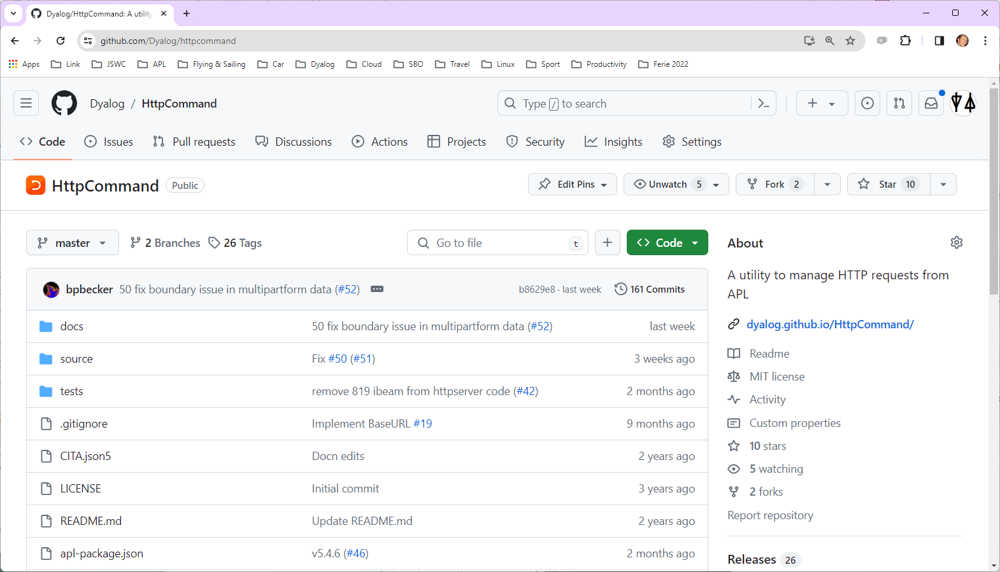 Dyalog/HttpCommand: A utility
github.com/Dyalog/httpcommand
Apps Link JSWC APL Flying & Sailing Car Dyalog Cloud SBO Travel Linux Sport Productivity Ferie 2022
Dyalog / HttpCommand Type / to search
Code Issues Pull requests Discussions Actions Projects Security Insights Settings
HttpCommand Public Edit Pins Unwatch 5 Fork 2 Star 10
master 2 Branches 26 Tags Go to file t Code
About
A utility to manage HTTP requests from
APL
dyalog.github.io/HttpCommand/
Readme
MIT license
Activity
Custom properties
10 stars
5 watching
2 forks
Report repository
Releases 26
bpbecker 50 fix boundary issue in multipartform data (#52) b8629e8 · last week 161 Commits
docs 50 fix boundary issue in multipartform data (#52) last week
source Fix #50 (#51) 3 weeks ago
tests remove 819 ibeam from httpserver code (#42) 2 months ago
.gitignore Implement BaseURL #19 9 months ago
CITA.json5 Docn edits 2 years ago
LICENSE Initial commit 3 years ago
README.md Update README.md 2 years ago
apl-package.json v5.4.6 (#46) 2 months ago